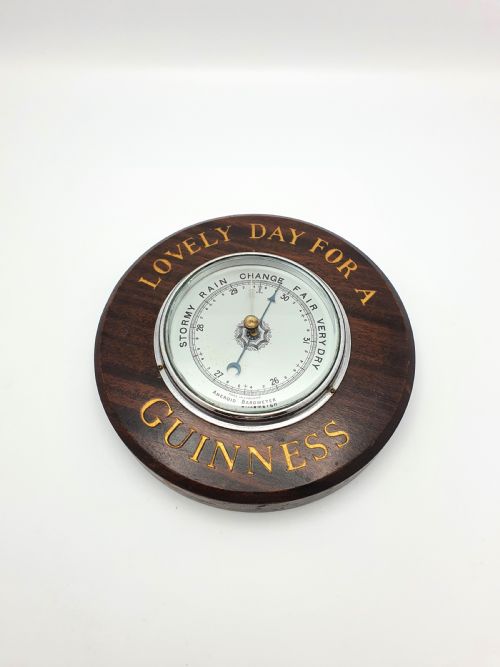 LOVELY DAY FOR A
STORMY RAIN CHANGE FAIR VERY DRY
26 27 28 29 30 31
ANEROID BAROMETER
GUINNESS